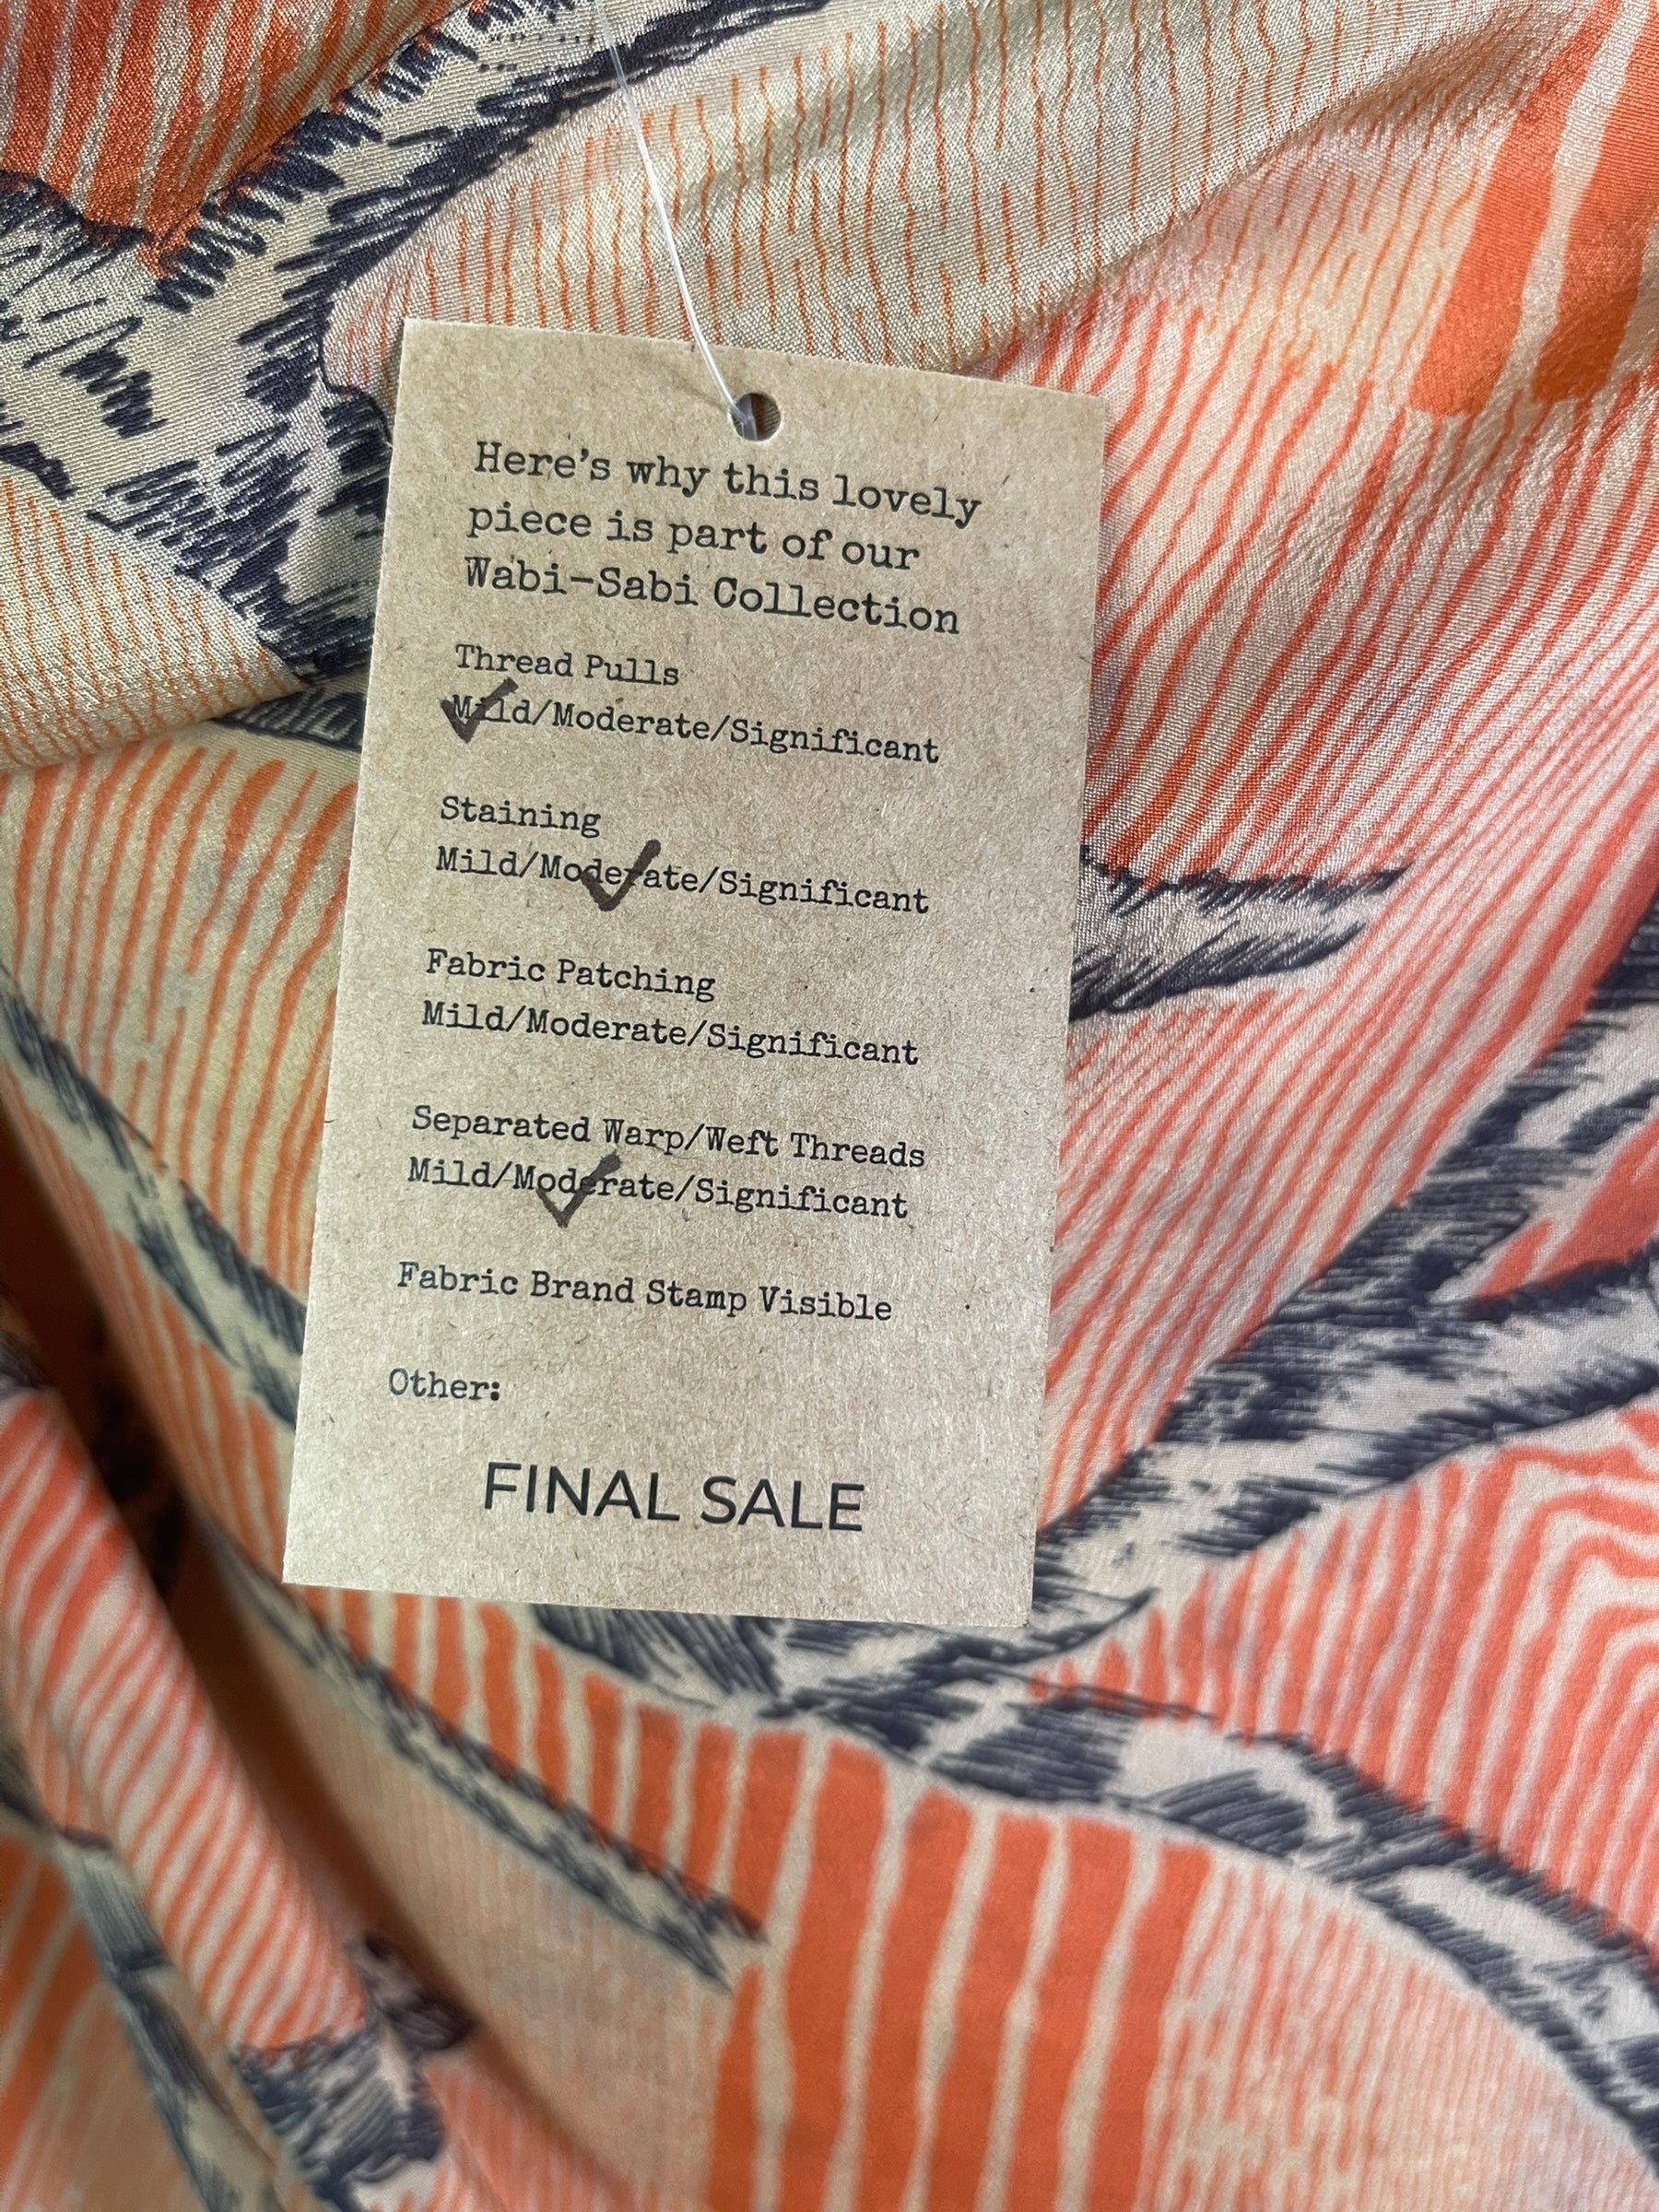 Here's why this lovely
piece is part of our
Wabi-Sabi Collection
Thread Pulls
Mild/Moderate/Significant
Staining
Mild/Moderate/Significant
Fabric Patching
Mild/Moderate/Significant
Separated Warp/Weft Threads
Mild/Moderate/Significant
Fabric Brand Stamp Visible
Other:
FINAL SALE